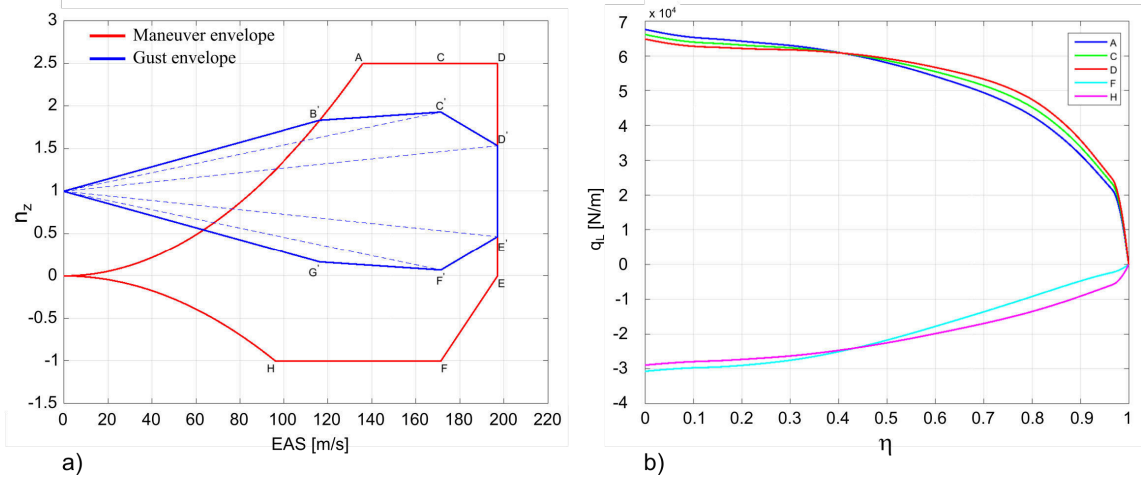 3
2.5
2
1.5
1
0.5
0
-0.5
-1
-1.5
n_z
Maneuver envelope
Gust envelope
A
C
D
B'
C'
D'
E'
G'
F'
E
H
F
0 20 40 60 80 100 120 140 160 180 200 220
EAS [m/s]
a)
x 10⁴
7
6
5
4
3
2
1
0
-1
-2
-3
-4
q_L [N/m]
A
C
D
F
H
0 0.1 0.2 0.3 0.4 0.5 0.6 0.7 0.8 0.9 1
η
b)